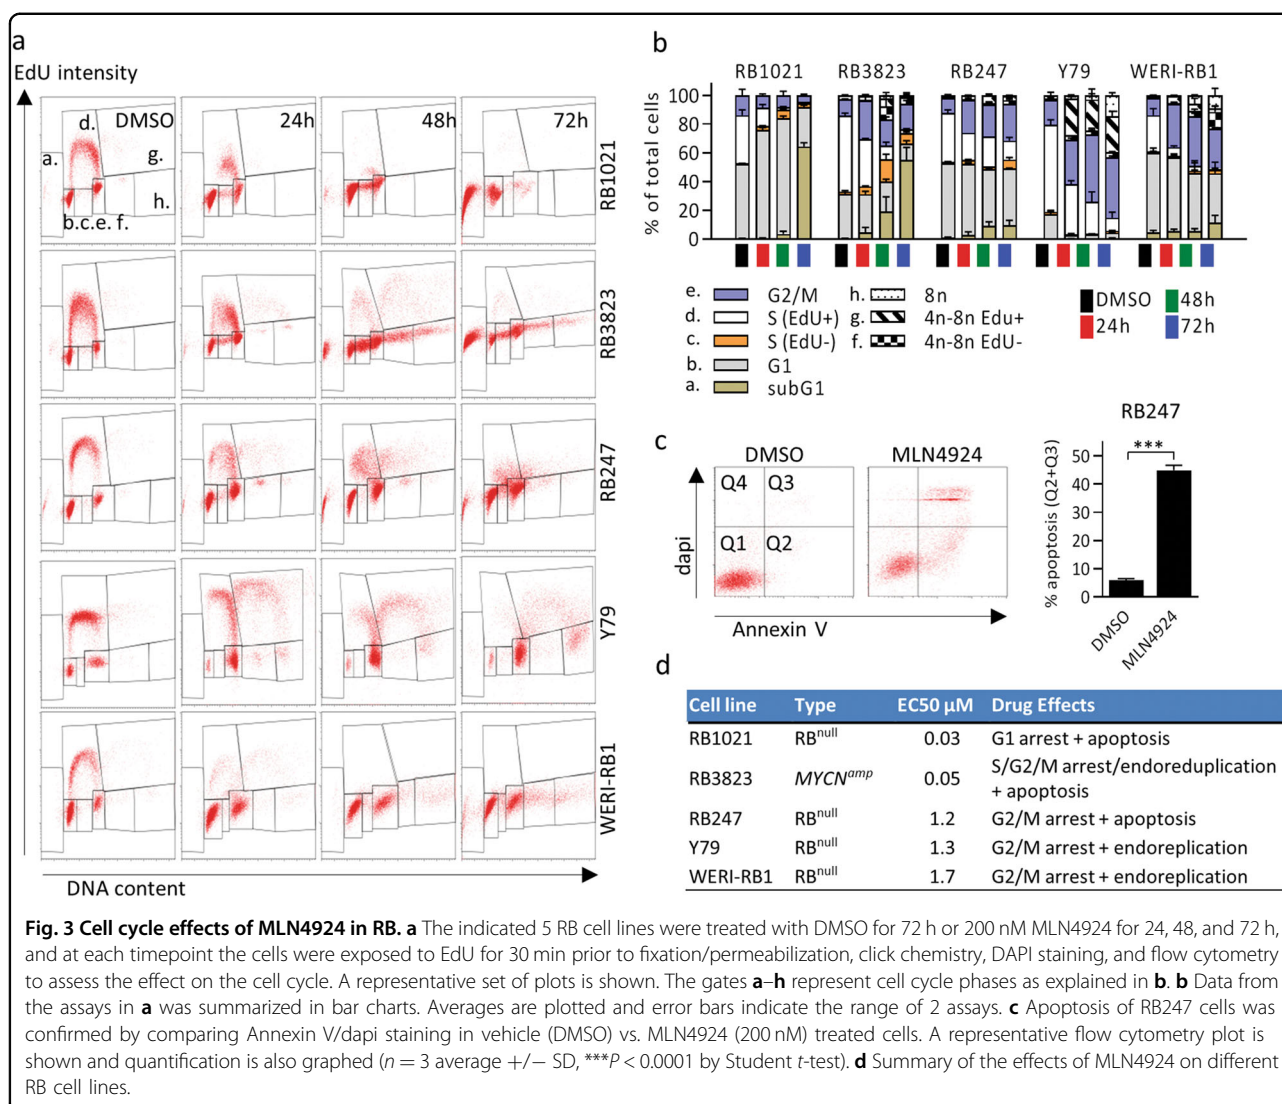 a
EdU intensity
DMSO
24h
48h
72h
d.
a.
g.
h.
b.c.e. f.
RB1021
RB3823
RB247
Y79
WERI-RB1
DNA content
b
RB1021 RB3823 RB247 Y79 WERI-RB1
% of total cells
100
80
60
40
20
0
e. G2/M
d. S (EdU+)
c. S (EdU-)
b. G1
a. subG1
h. 8n
g. 4n-8n Edu+
f. 4n-8n EdU-
DMSO
24h
48h
72h
c
DMSO
MLN4924
Q4 Q3
Q1 Q2
dapi
Annexin V
RB247
***
% apoptosis (Q2+Q3)
50
40
30
20
10
0
DMSO
MLN4924
d
Cell line Type EC50 µM Drug Effects
RB1021 RBnull 0.03 G1 arrest + apoptosis
RB3823 MYCNamp 0.05 S/G2/M arrest/endoreduplication
+ apoptosis
RB247 RBnull 1.2 G2/M arrest + apoptosis
Y79 RBnull 1.3 G2/M arrest + endoreplication
WERI-RB1 RBnull 1.7 G2/M arrest + endoreplication
Fig. 3 Cell cycle effects of MLN4924 in RB. a The indicated 5 RB cell lines were treated with DMSO for 72 h or 200 nM MLN4924 for 24, 48, and 72 h,
and at each timepoint the cells were exposed to EdU for 30 min prior to fixation/permeabilization, click chemistry, DAPI staining, and flow cytometry
to assess the effect on the cell cycle. A representative set of plots is shown. The gates a–h represent cell cycle phases as explained in b. b Data from
the assays in a was summarized in bar charts. Averages are plotted and error bars indicate the range of 2 assays. c Apoptosis of RB247 cells was
confirmed by comparing Annexin V/dapi staining in vehicle (DMSO) vs. MLN4924 (200 nM) treated cells. A representative flow cytometry plot is
shown and quantification is also graphed (n = 3 average +/− SD, ***P < 0.0001 by Student t-test). d Summary of the effects of MLN4924 on different
RB cell lines.